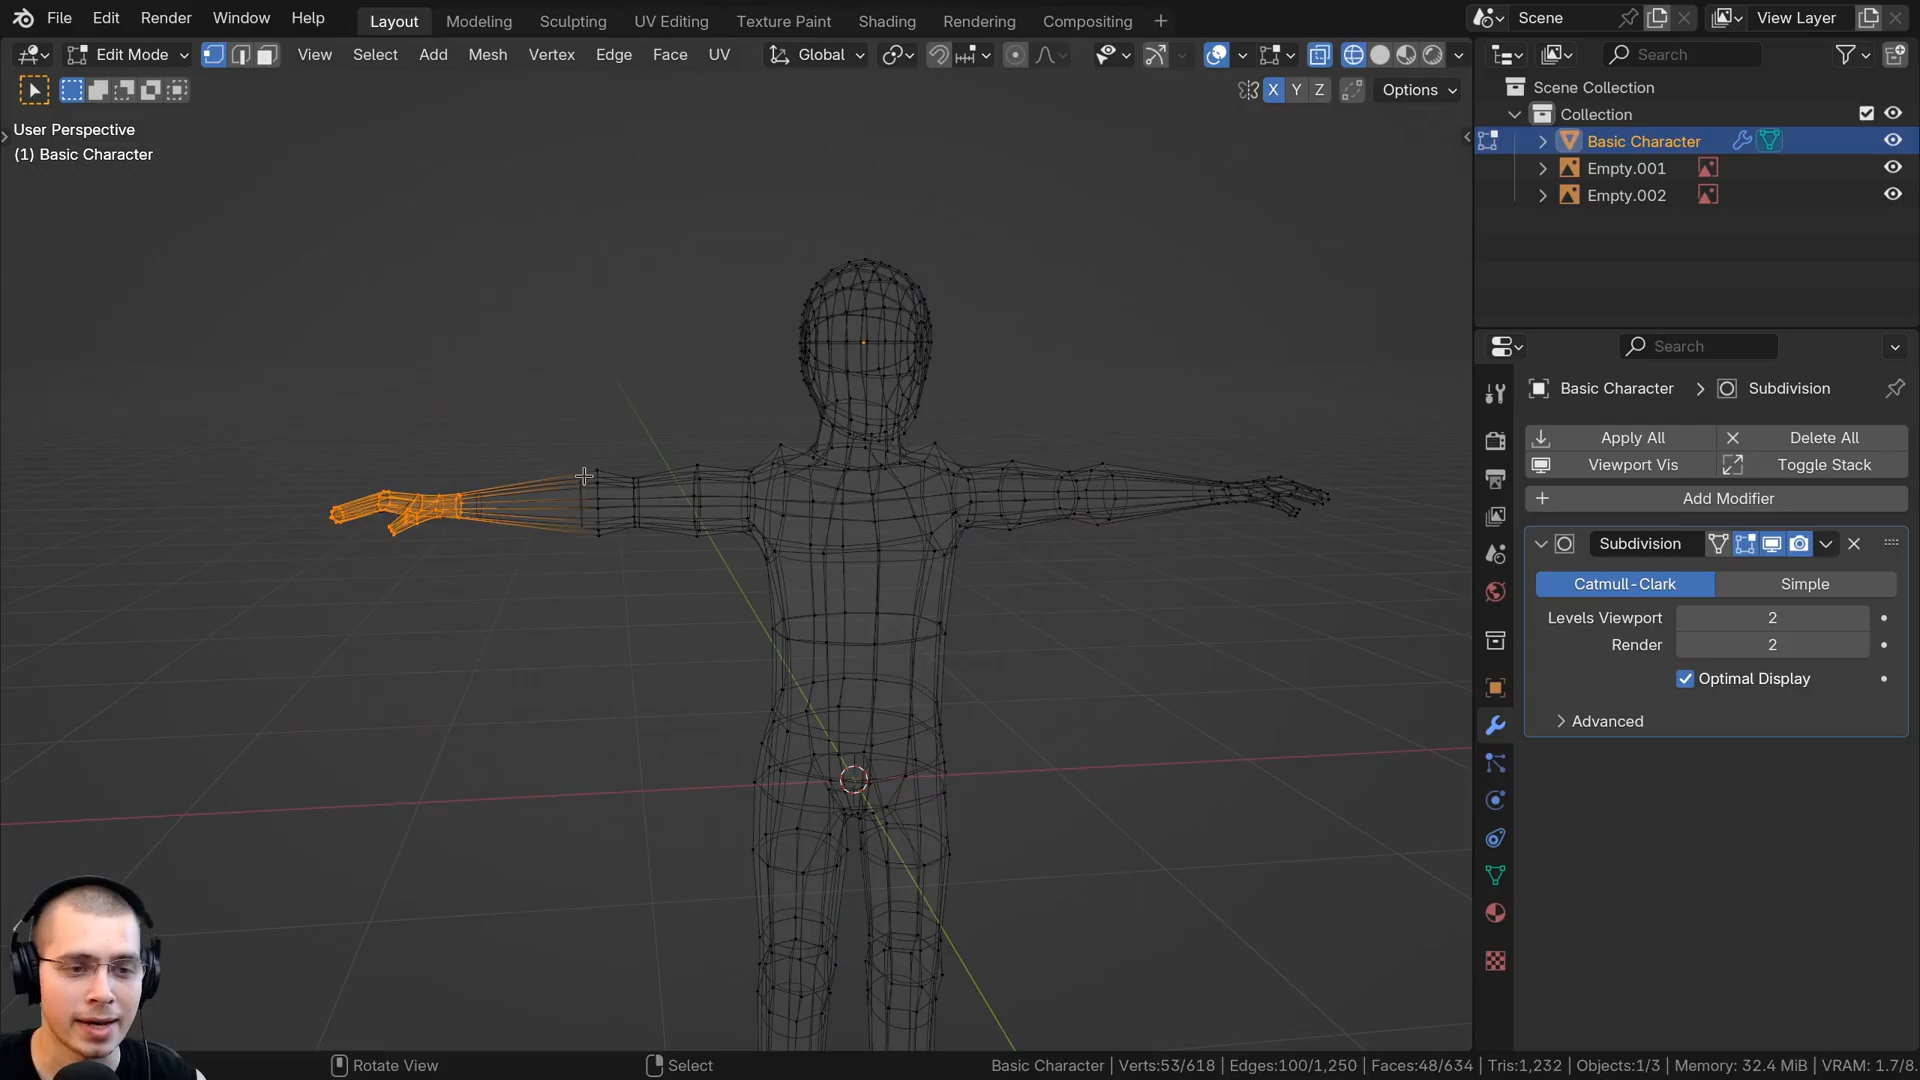 File Edit Render Window Help Layout Modeling Sculpting UV Editing Texture Paint Shading Rendering Compositing Scene View Layer
Edit Mode View Select Add Mesh Vertex Edge Face UV Global Search
X Y Z Options
Scene Collection
Collection
Basic Character
Empty.001
Empty.002
User Perspective
(1) Basic Character
Search
Basic Character Subdivision
Apply All Delete All
Viewport Vis Toggle Stack
Add Modifier
Subdivision
Catmull-Clark Simple
Levels Viewport 2
Render 2
Optimal Display
Advanced
Rotate View Select Basic Character | Verts:53/618 | Edges:100/1,250 | Faces:48/634 | Tris:1,232 | Objects:1/3 | Memory: 32.4 MiB | VRAM: 1.7/8.